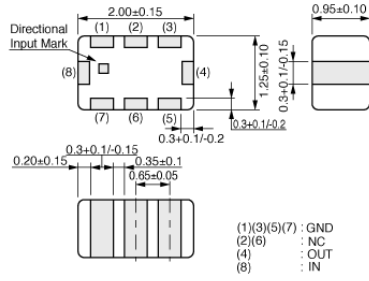 2.00±0.15
0.95±0.10
Directional
Input Mark
(1) (2) (3)
(8)
(4)
(7) (6) (5)
1.25±0.10
0.3+0.1/-0.15
0.3+0.1/-0.2
0.3+0.1/-0.2
0.3+0.1/-0.15
0.20±0.15
0.35±0.1
0.65±0.05
(1)(3)(5)(7) : GND
(2)(6) : NC
(4) : OUT
(8) : IN